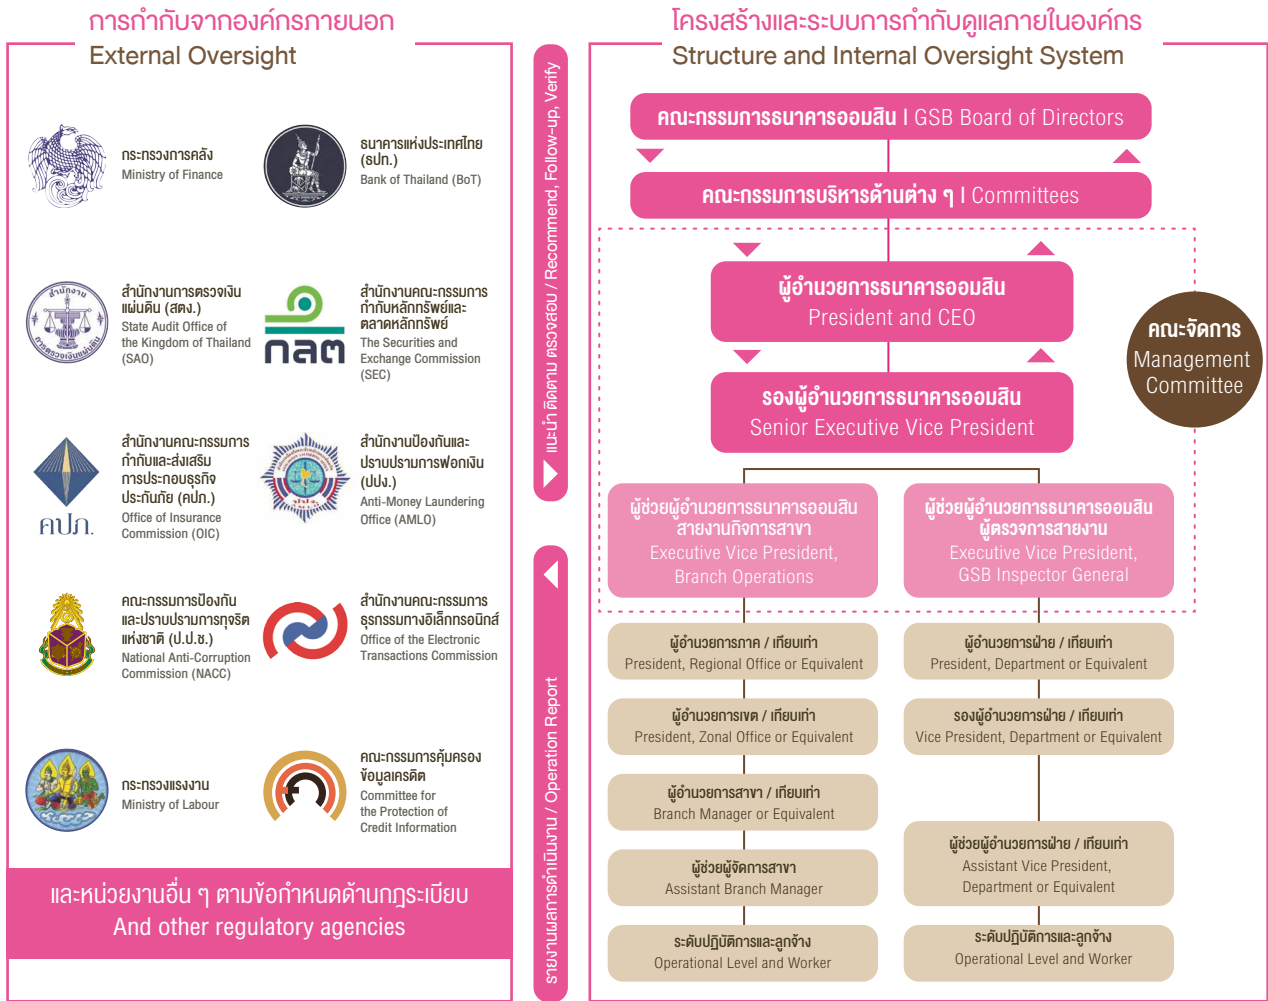 การกำกับจากองค์กรภายนอก
External Oversight
กระทรวงการคลัง
Ministry of Finance
ธนาคารแห่งประเทศไทย
(ธปท.)
Bank of Thailand (BoT)
สำนักงาน
การตรวจเงินแผ่นดิน
สำนักงานการตรวจเงิน
แผ่นดิน (สตง.)
State Audit Office of
the Kingdom of Thailand
(SAO)
กลต
สำนักงานคณะกรรมการ
กำกับหลักทรัพย์และ
ตลาดหลักทรัพย์
The Securities and
Exchange Commission
(SEC)
คปภ.
สำนักงานคณะกรรมการ
กำกับและส่งเสริม
การประกอบธุรกิจ
ประกันภัย (คปภ.)
Office of Insurance
Commission (OIC)
สำนักงานป้องกันและ
ปราบปรามการฟอกเงิน
(ปปง.)
Anti-Money Laundering
Office (AMLO)
คณะกรรมการป้องกัน
และปราบปรามการทุจริต
แห่งชาติ (ป.ป.ช.)
National Anti-Corruption
Commission (NACC)
สำนักงานคณะกรรมการ
ธุรกรรมทางอิเล็กทรอนิกส์
Office of the Electronic
Transactions Commission
กระทรวงแรงงาน
Ministry of Labour
คณะกรรมการคุ้มครอง
ข้อมูลเครดิต
Committee for
the Protection of
Credit Information
และหน่วยงานอื่น ๆ ตามข้อกำหนดด้านกฎระเบียบ
And other regulatory agencies
แนะนำ ติดตาม ตรวจสอบ / Recommend, Follow-up, Verify
รายงานผลการดำเนินงาน / Operation Report
โครงสร้างและระบบการกำกับดูแลภายในองค์กร
Structure and Internal Oversight System
คณะกรรมการธนาคารออมสิน | GSB Board of Directors
คณะกรรมการบริหารด้านต่าง ๆ | Committees
ผู้อำนวยการธนาคารออมสิน
President and CEO
รองผู้อำนวยการธนาคารออมสิน
Senior Executive Vice President
คณะจัดการ
Management
Committee
ผู้ช่วยผู้อำนวยการธนาคารออมสิน
สายงานกิจการสาขา
Executive Vice President,
Branch Operations
ผู้ช่วยผู้อำนวยการธนาคารออมสิน
ผู้ตรวจการสายงาน
Executive Vice President,
GSB Inspector General
ผู้อำนวยการภาค / เทียบเท่า
President, Regional Office or Equivalent
ผู้อำนวยการเขต / เทียบเท่า
President, Zonal Office or Equivalent
ผู้อำนวยการสาขา / เทียบเท่า
Branch Manager or Equivalent
ผู้ช่วยผู้จัดการสาขา
Assistant Branch Manager
ระดับปฏิบัติการและลูกจ้าง
Operational Level and Worker
ผู้อำนวยการฝ่าย / เทียบเท่า
President, Department or Equivalent
รองผู้อำนวยการฝ่าย / เทียบเท่า
Vice President, Department or Equivalent
ผู้ช่วยผู้อำนวยการฝ่าย / เทียบเท่า
Assistant Vice President,
Department or Equivalent
ระดับปฏิบัติการและลูกจ้าง
Operational Level and Worker